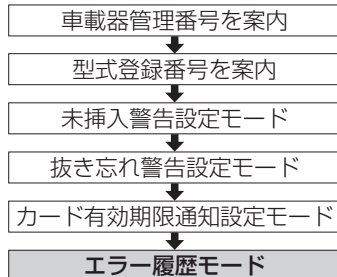 車載器管理番号を案内
型式登録番号を案内
未挿入警告設定モード
抜き忘れ警告設定モード
カード有効期限通知設定モード
エラー履歴モード